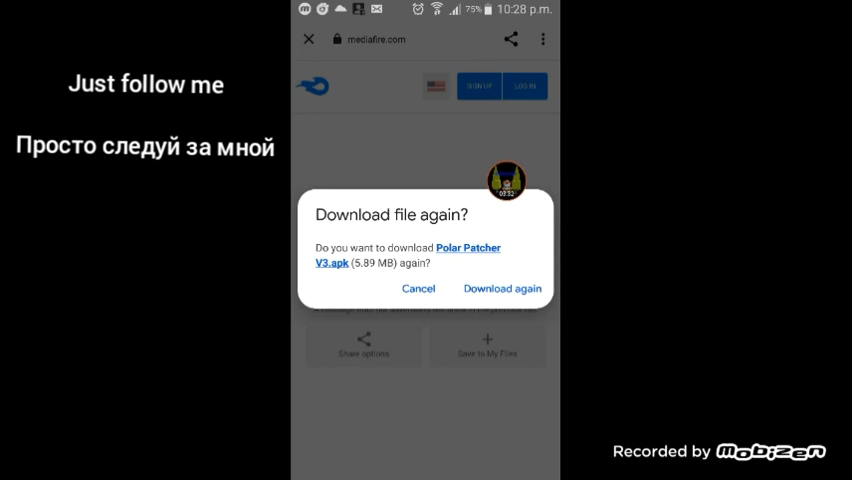 75% 10:28 p.m.
Just follow me
mediafire.com
SIGN UP LOG IN
Просто следуй за мной
03:32
Download file again?
Do you want to download Polar Patcher
V3.apk (5.89 MB) again?
Cancel Download again
Share options Save to My Files
Recorded by mobizen